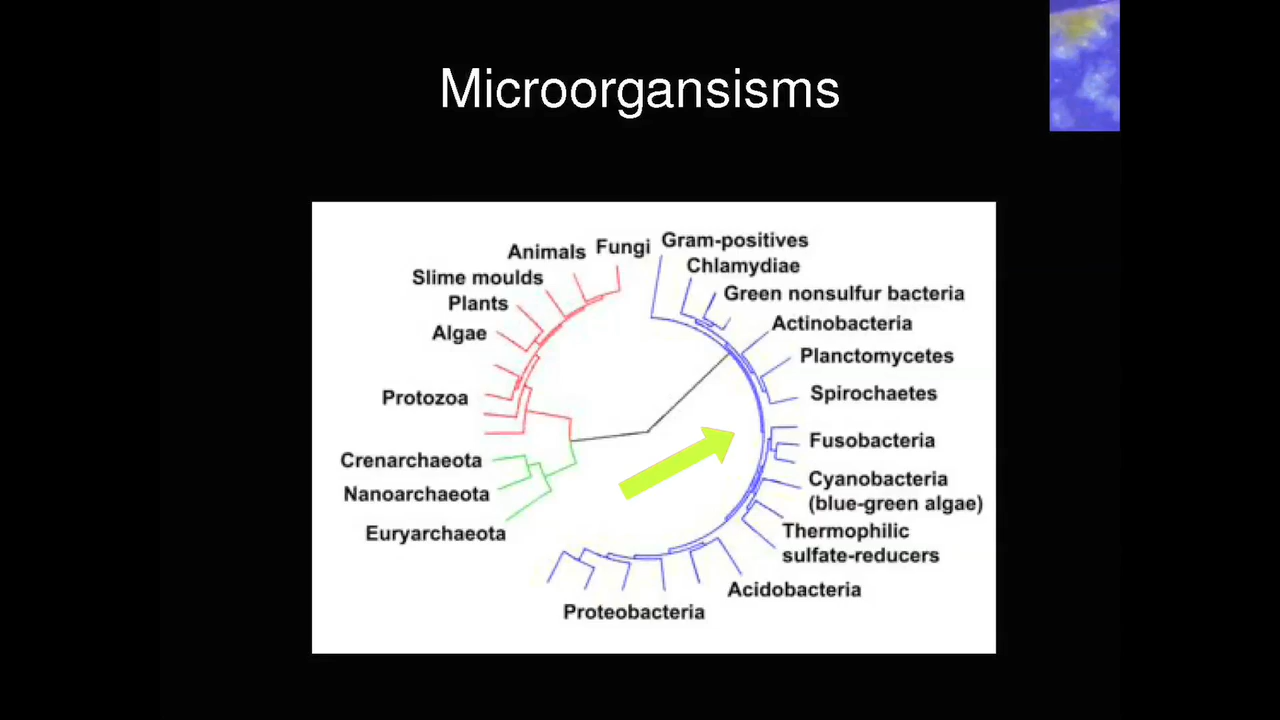 Microorgansisms
Animals
Fungi
Gram-positives
Slime moulds
Chlamydiae
Plants
Green nonsulfur bacteria
Algae
Actinobacteria
Planctomycetes
Protozoa
Spirochaetes
Fusobacteria
Crenarchaeota
Cyanobacteria
(blue-green algae)
Nanoarchaeota
Euryarchaeota
Thermophilic
sulfate-reducers
Acidobacteria
Proteobacteria